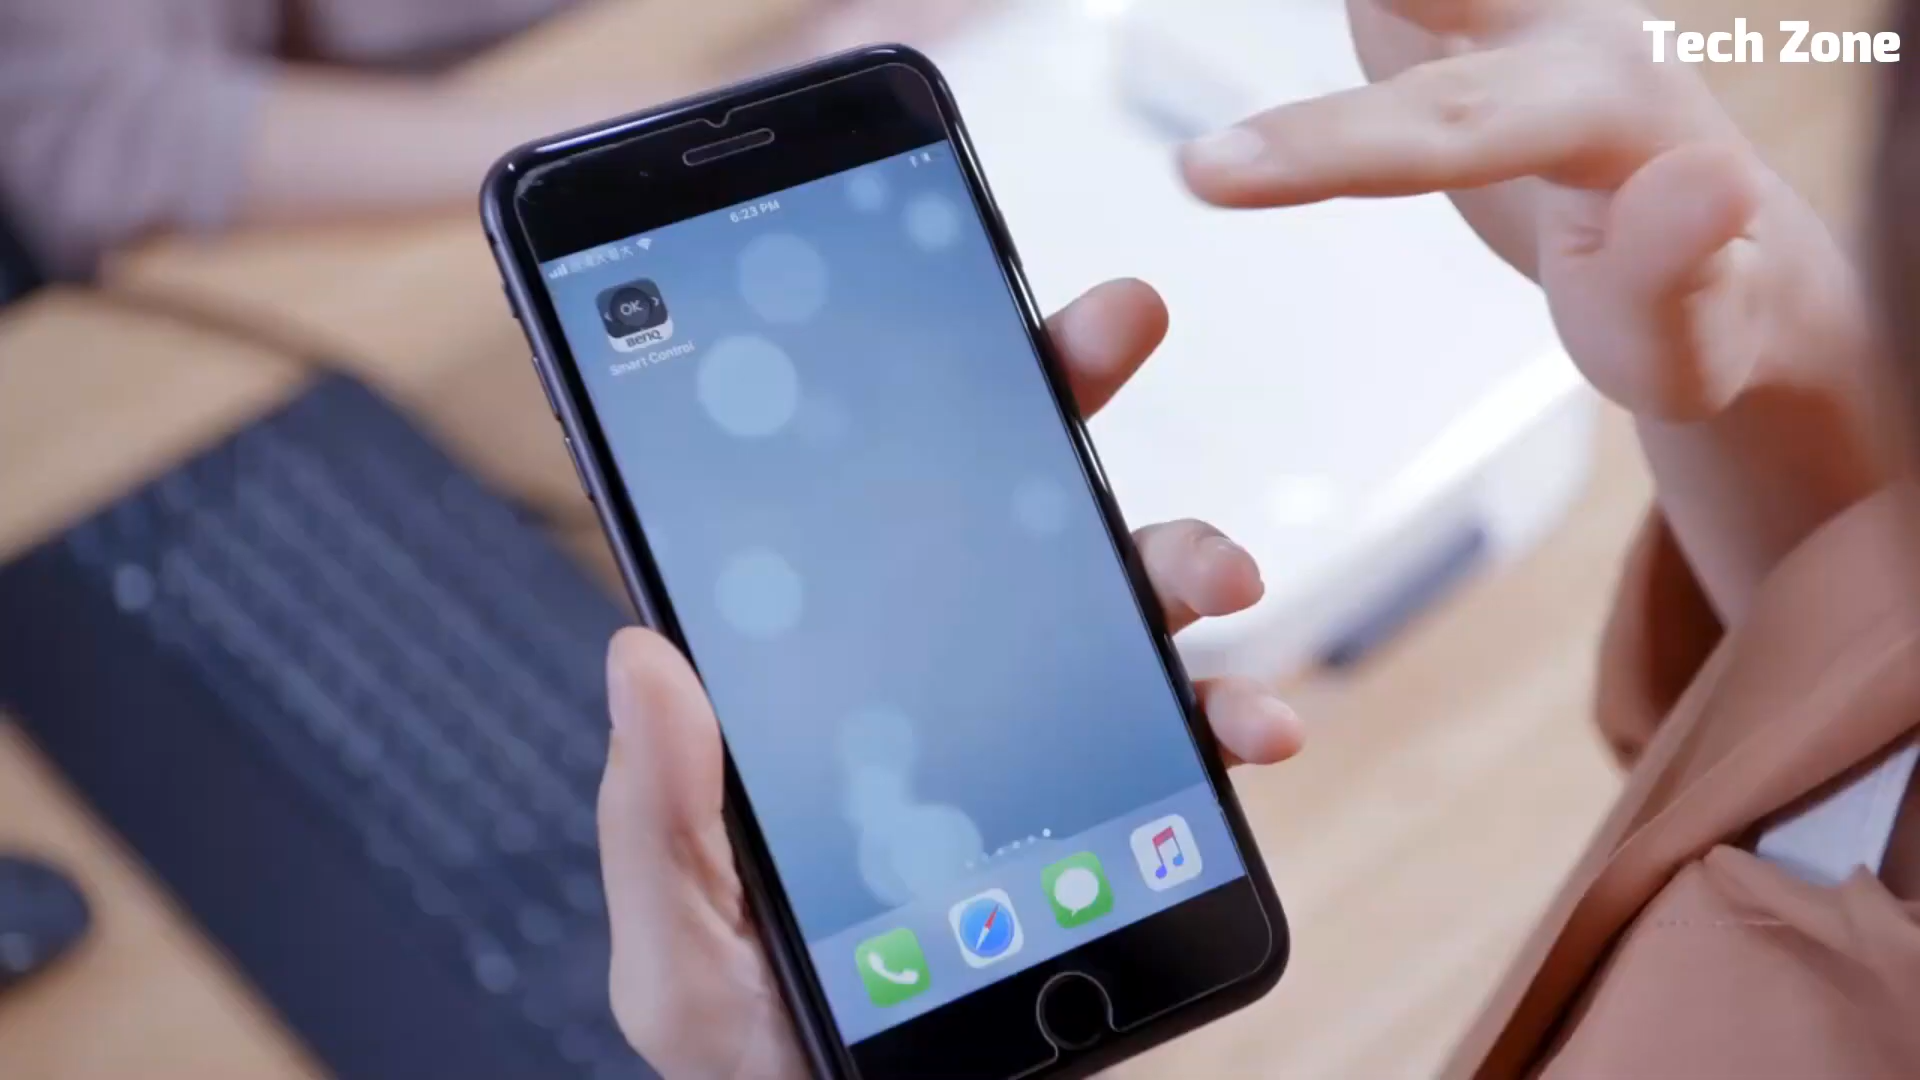 Tech Zone
6:23 PM
OK
BenQ
Smart Control